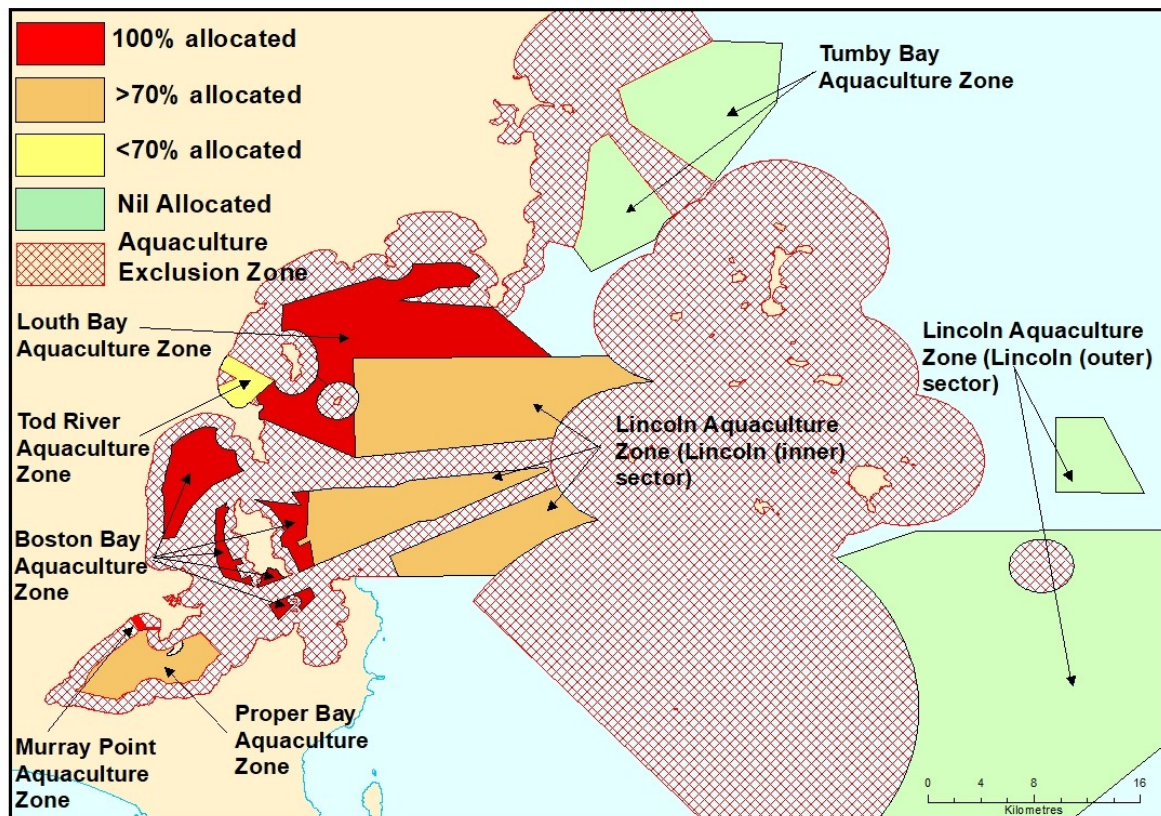 100% allocated
>70% allocated
<70% allocated
Nil Allocated
Aquaculture
Exclusion Zone
Tumby Bay
Aquaculture Zone
Louth Bay
Aquaculture Zone
Lincoln Aquaculture
Zone (Lincoln (outer)
sector)
Tod River
Aquaculture
Zone
Lincoln Aquaculture
Zone (Lincoln (inner)
sector)
Boston Bay
Aquaculture
Zone
Proper Bay
Aquaculture
Zone
Murray Point
Aquaculture
Zone
0 4 8 16
Kilometres